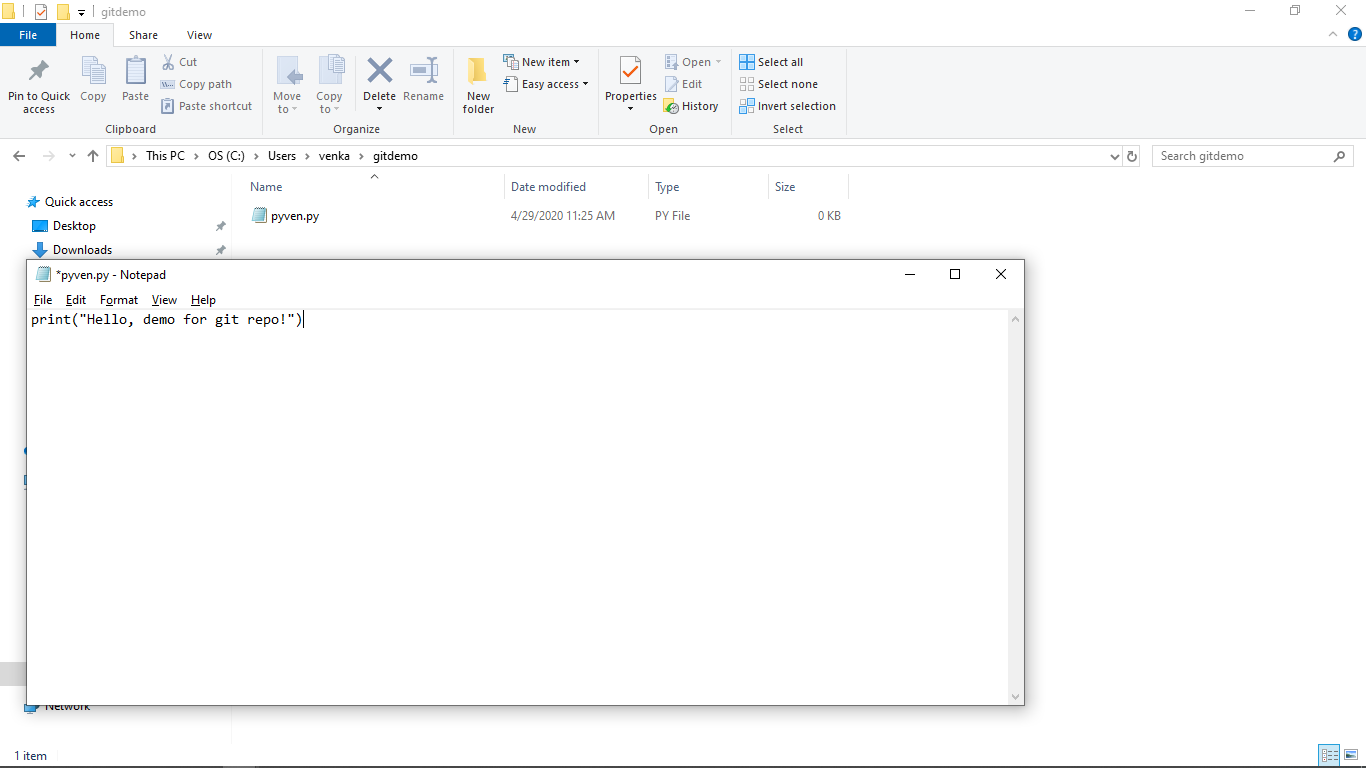 gitdemo
File Home Share View
Pin to Quick access
Copy
Paste
Cut
Copy path
Paste shortcut
Clipboard
Move to
Copy to
Delete
Rename
Organize
New folder
New item
Easy access
New
Properties
Open
Edit
History
Open
Select all
Select none
Invert selection
Select
This PC > OS (C:) > Users > venka > gitdemo
Search gitdemo
Quick access
Desktop
Downloads
Name Date modified Type Size
pyven.py 4/29/2020 11:25 AM PY File 0 KB
*pyven.py - Notepad
File Edit Format View Help
print("Hello, demo for git repo!")
Network
1 item